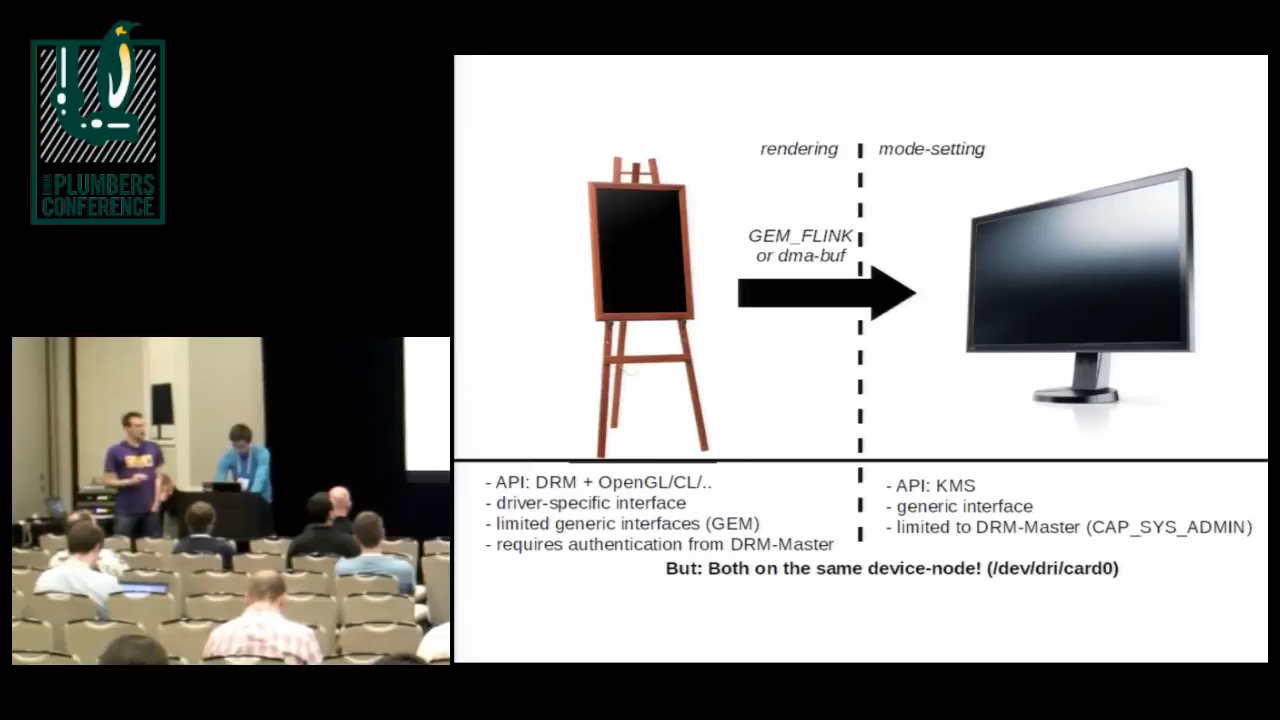 LINUX
PLUMBERS
CONFERENCE
rendering
mode-setting
GEM_FLINK
or dma-buf
- API: DRM + OpenGL/CL/..
- driver-specific interface
- limited generic interfaces (GEM)
- requires authentication from DRM-Master
- API: KMS
- generic interface
- limited to DRM-Master (CAP_SYS_ADMIN)
But: Both on the same device-node! (/dev/dri/card0)